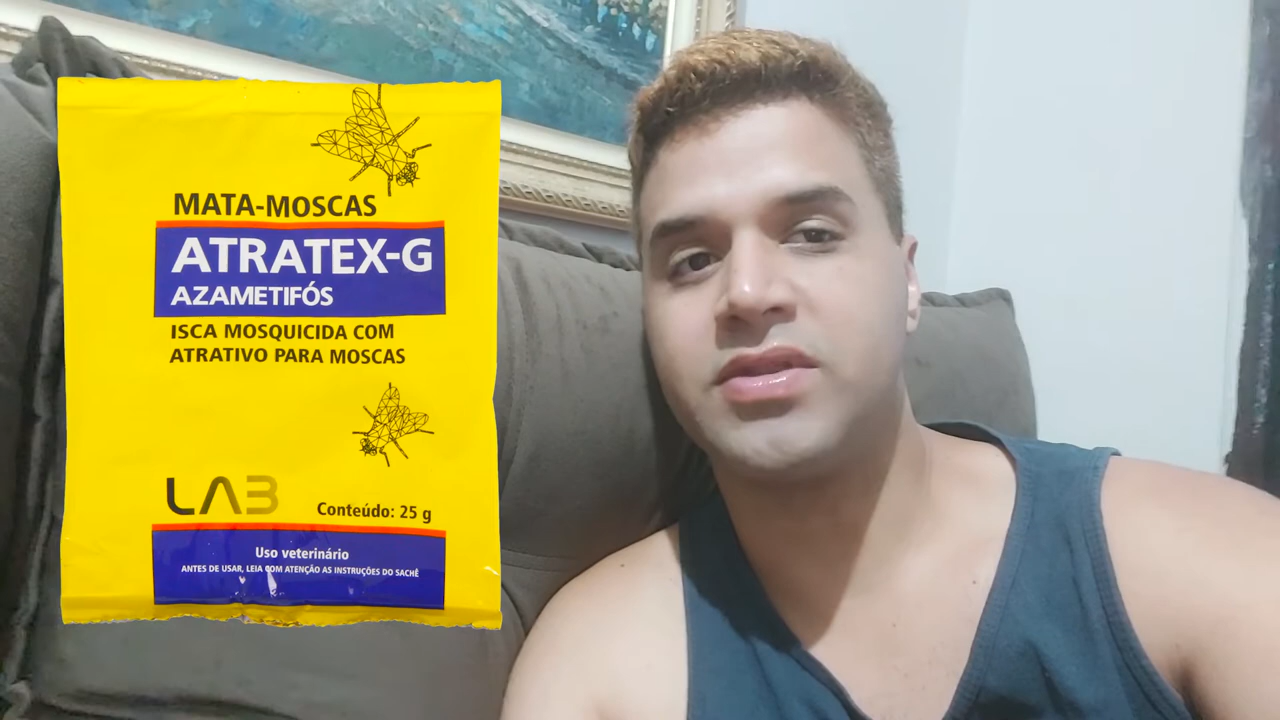 MATA-MOSCAS
ATRATEX-G
AZAMETIFÓS
ISCA MOSQUICIDA COM
ATRATIVO PARA MOSCAS
LAB
Conteúdo: 25 g
Uso veterinário
ANTES DE USAR, LEIA COM ATENÇÃO AS INSTRUÇÕES DO SACHÊ